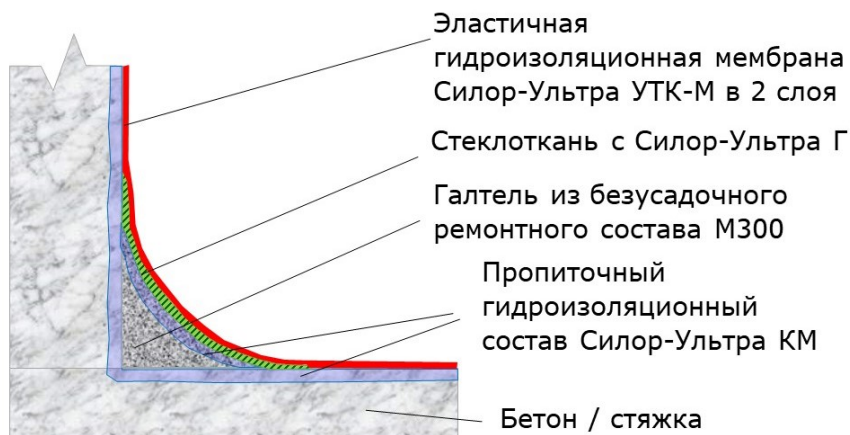 Эластичная
гидроизоляционная мембрана
Силор-Ультра УТК-М в 2 слоя
Стеклоткань с Силор-Ультра Г
Галтель из безусадочного
ремонтного состава М300
Пропиточный
гидроизоляционный
состав Силор-Ультра КМ
Бетон / стяжка